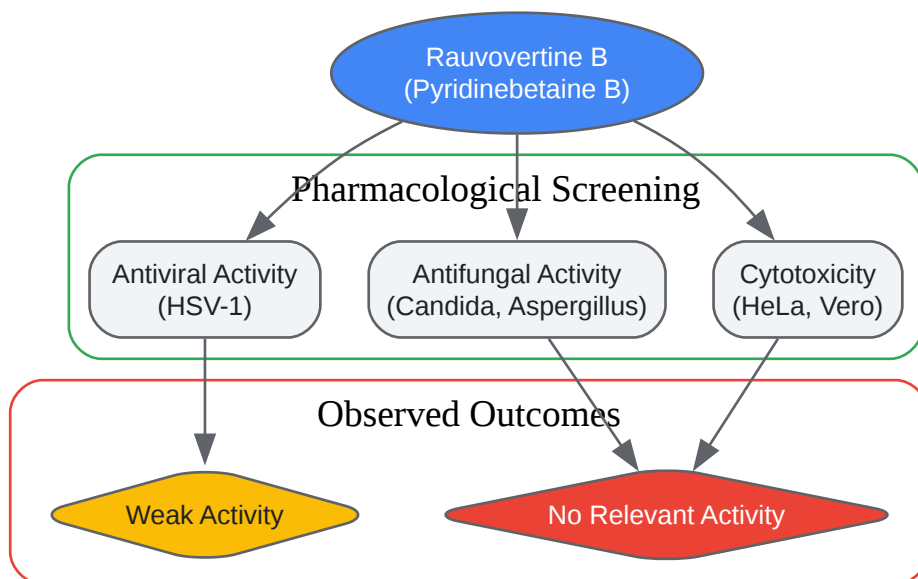 Rauvovertine B
(Pyridinebetaine B)
Pharmacological Screening
Antiviral Activity
(HSV-1)
Antifungal Activity
(Candida, Aspergillus)
Cytotoxicity
(HeLa, Vero)
Observed Outcomes
Weak Activity
No Relevant Activity